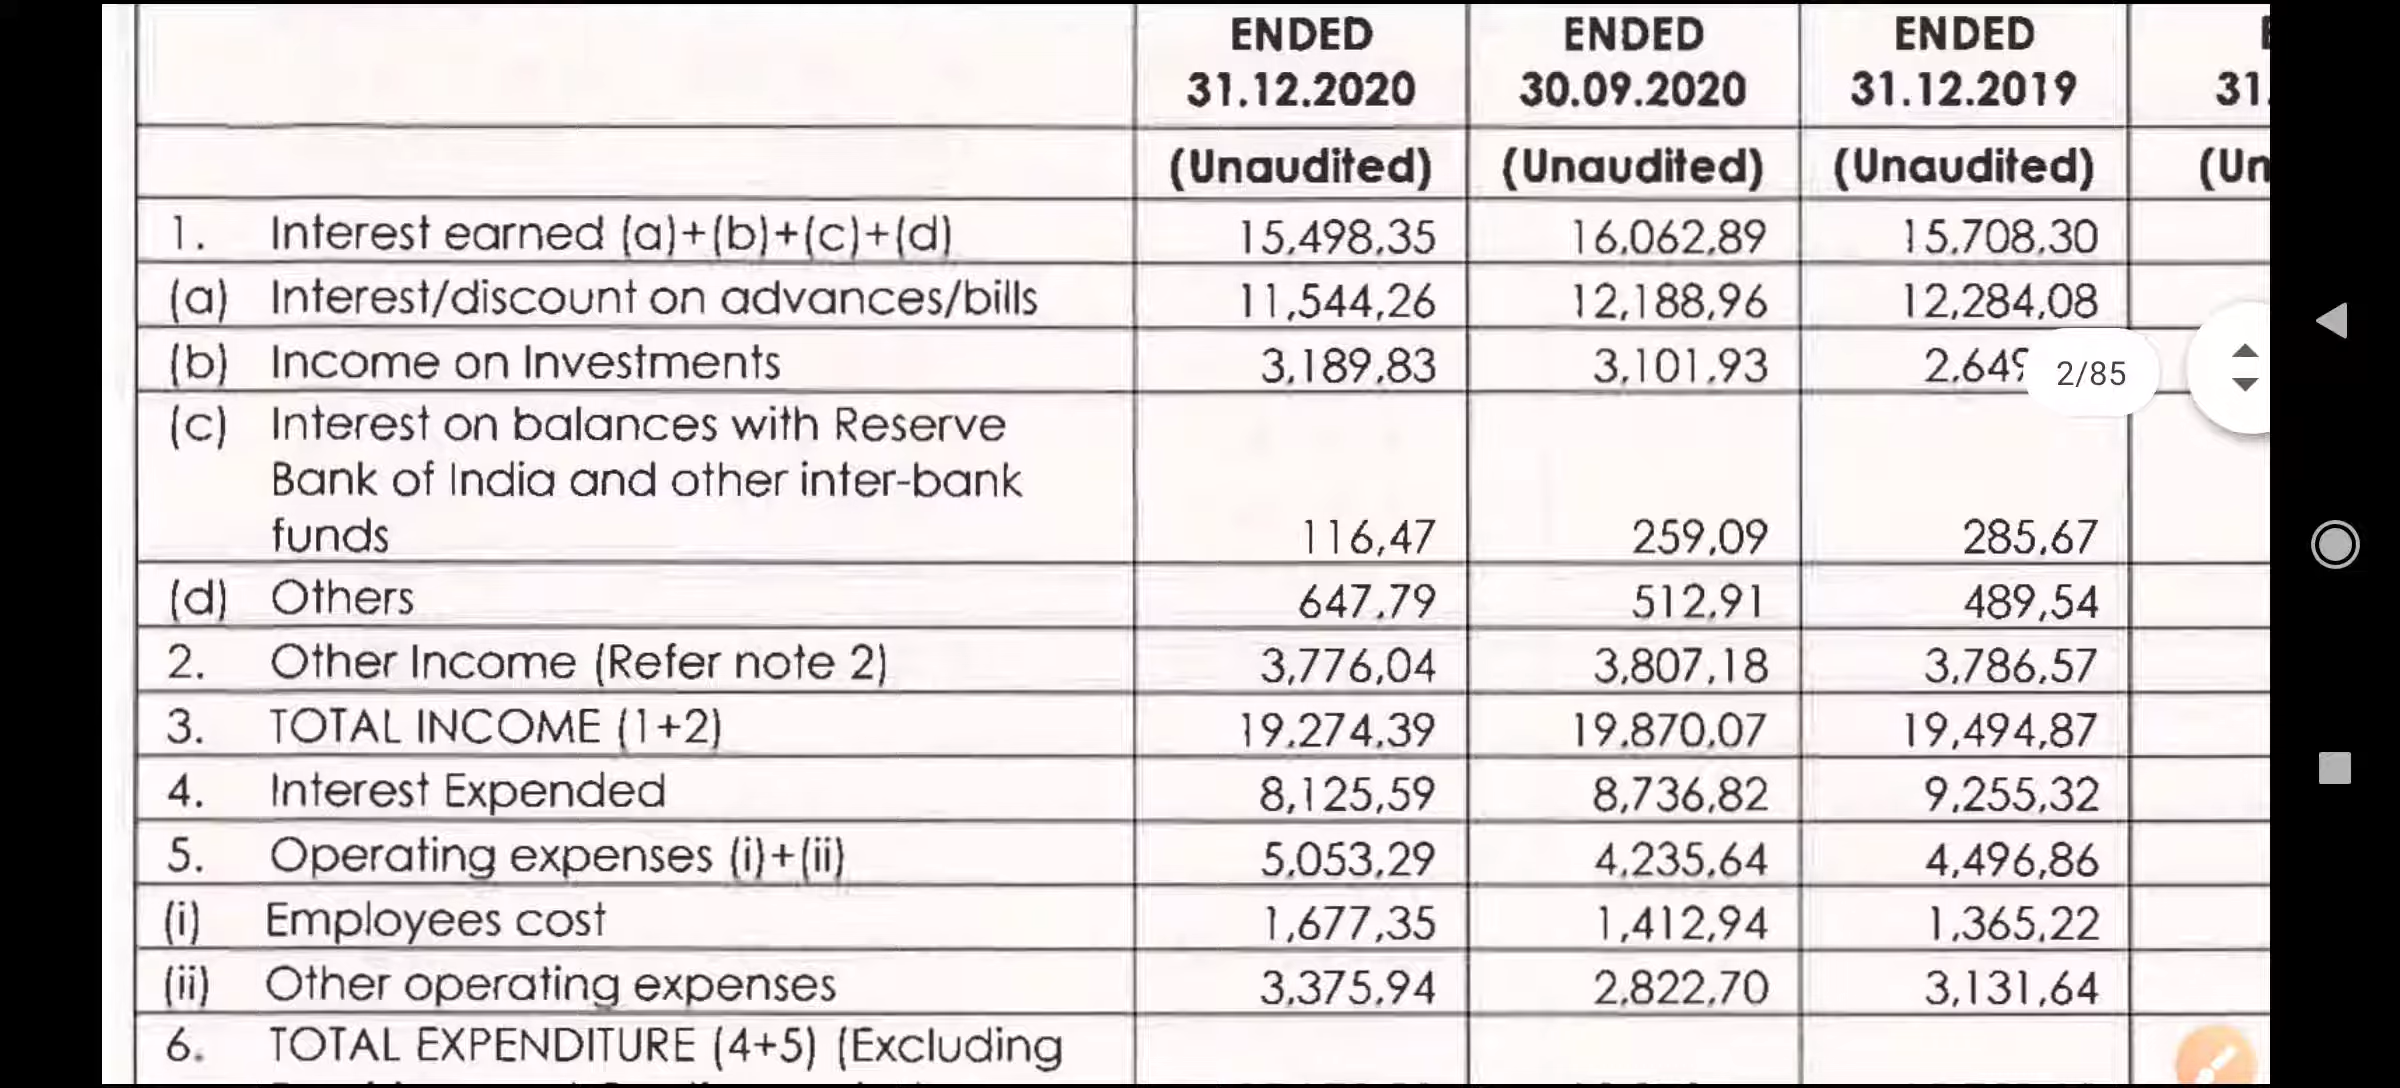 ENDED ENDED ENDED
31.12.2020 30.09.2020 31.12.2019 31.
(Unaudited) (Unaudited) (Unaudited) (Un
1. Interest earned (a)+(b)+(c)+(d) 15,498,35 16,062,89 15,708,30
(a) Interest/discount on advances/bills 11,544,26 12,188,96 12,284,08
(b) Income on Investments 3,189,83 3,101,93 2,649 2/85
(c) Interest on balances with Reserve
Bank of India and other inter-bank
funds 116,47 259,09 285,67
(d) Others 647,79 512,91 489,54
2. Other Income (Refer note 2) 3,776,04 3,807,18 3,786,57
3. TOTAL INCOME (1+2) 19,274,39 19,870,07 19,494,87
4. Interest Expended 8,125,59 8,736,82 9,255,32
5. Operating expenses (i)+(ii) 5,053,29 4,235,64 4,496,86
(i) Employees cost 1,677,35 1,412,94 1,365,22
(ii) Other operating expenses 3,375,94 2,822,70 3,131,64
6. TOTAL EXPENDITURE (4+5) (Excluding